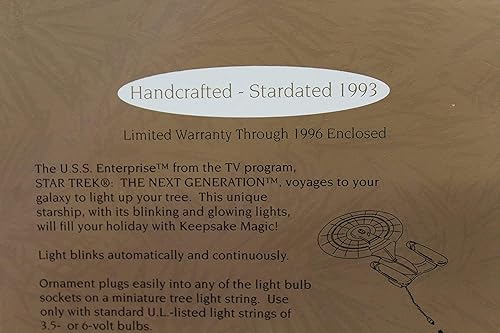 Handcrafted - Stardated 1993
Limited Warranty Through 1996 Enclosed
The U.S.S. Enterprise™ from the TV program,
STAR TREK®: THE NEXT GENERATION™, voyages to your
galaxy to light up your tree. This unique
starship, with its blinking and glowing lights,
will fill your holiday with Keepsake Magic!
Light blinks automatically and continuously.
Ornament plugs easily into any of the light bulb
sockets on a miniature tree light string. Use
only with standard U.L.-listed light strings of
3.5- or 6-volt bulbs.